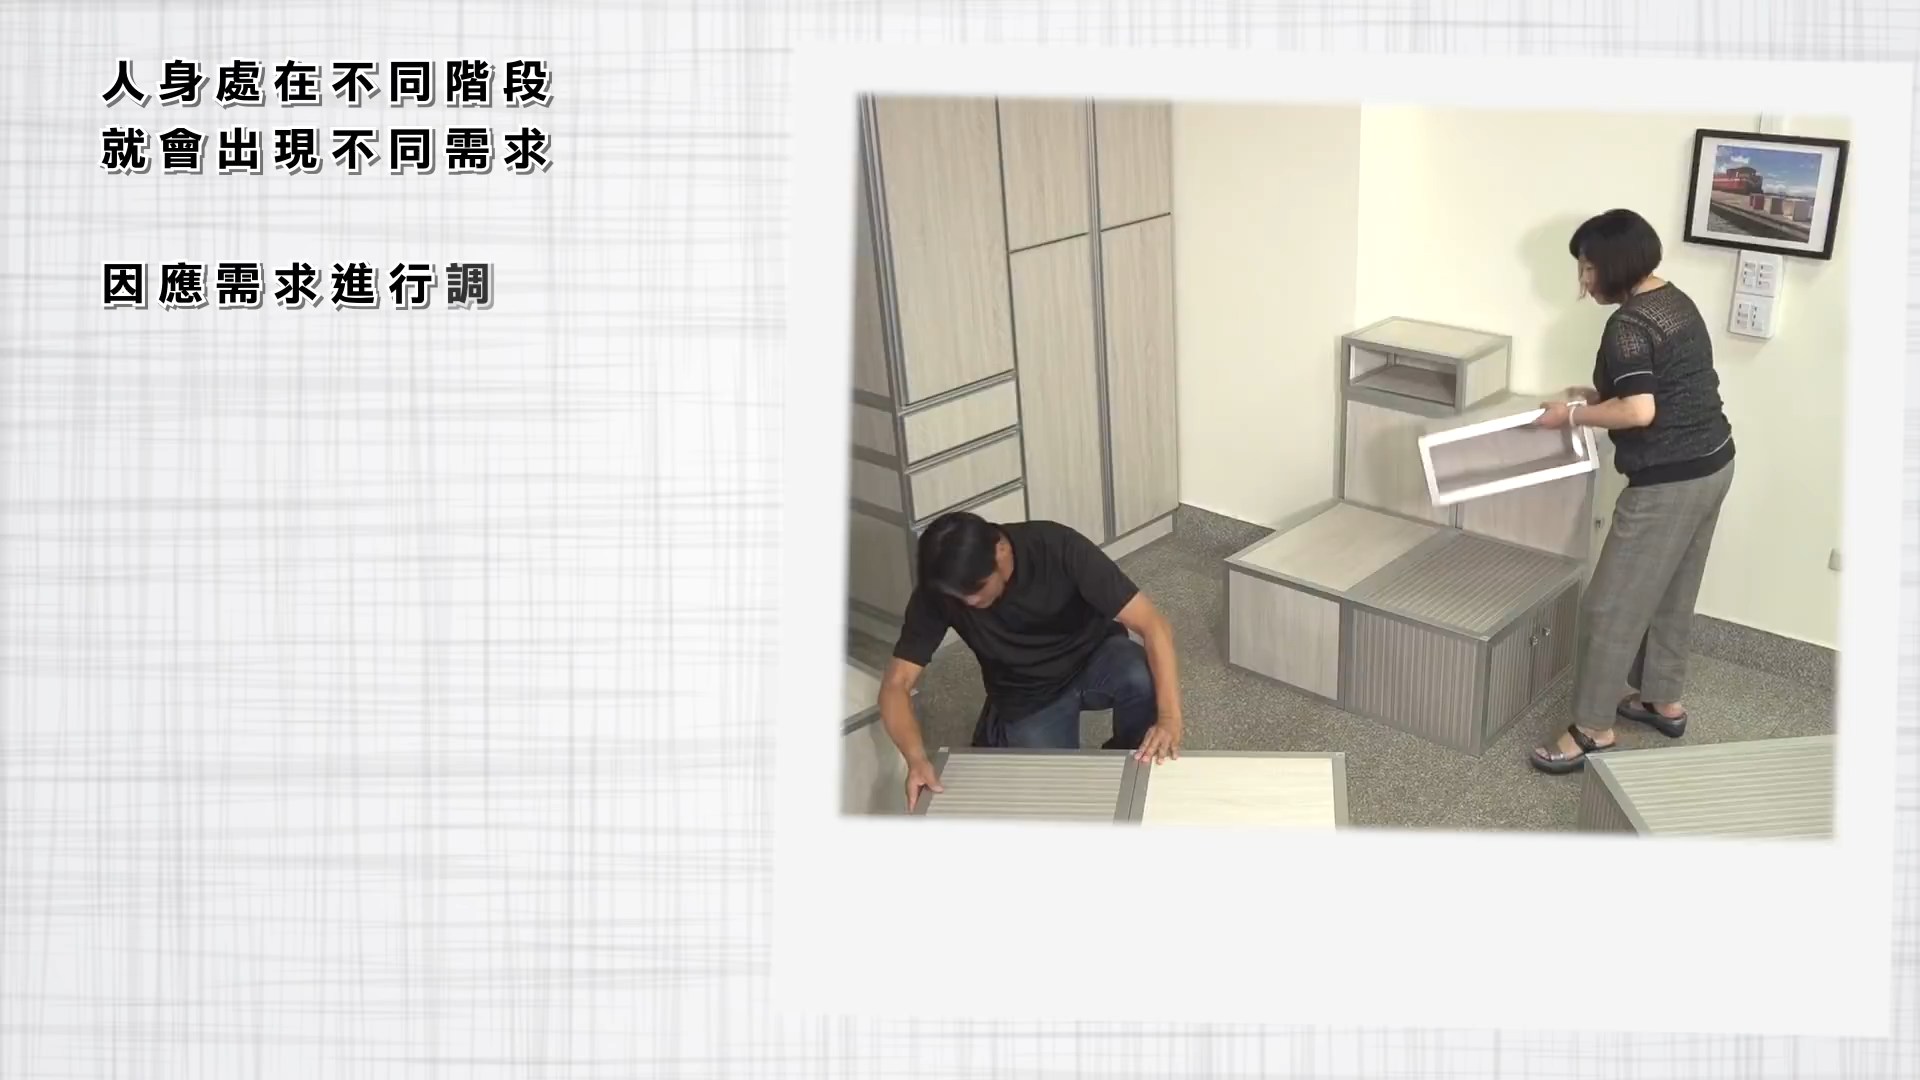 人身處在不同階段
就會出現不同需求
因應需求進行調